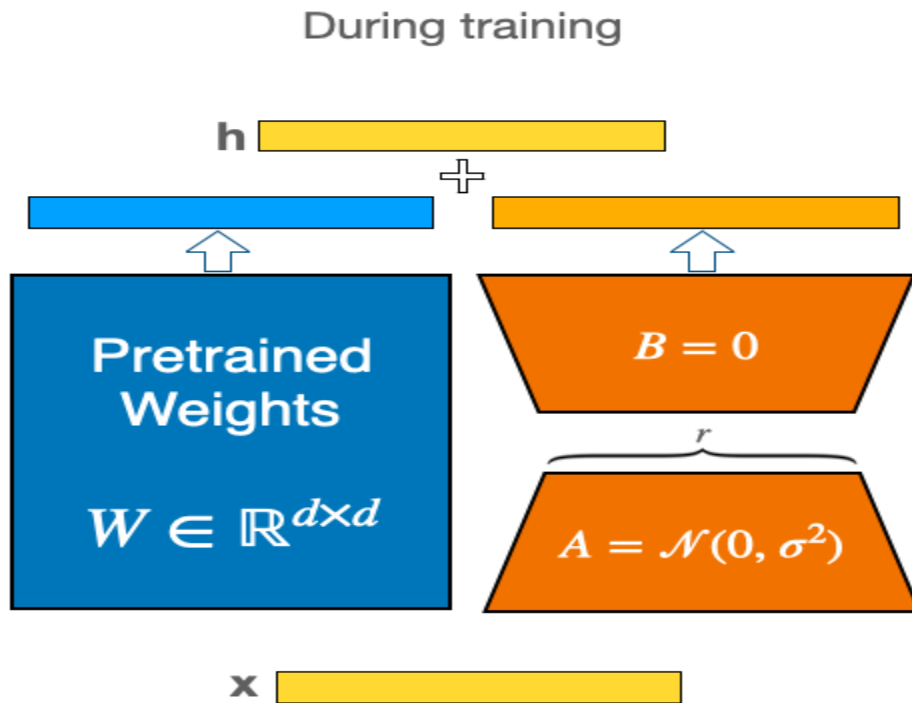 During training
h
Pretrained
Weights
W ∈ ℝ^{d×d}
B = 0
r
A = 𝒩(0, σ²)
x